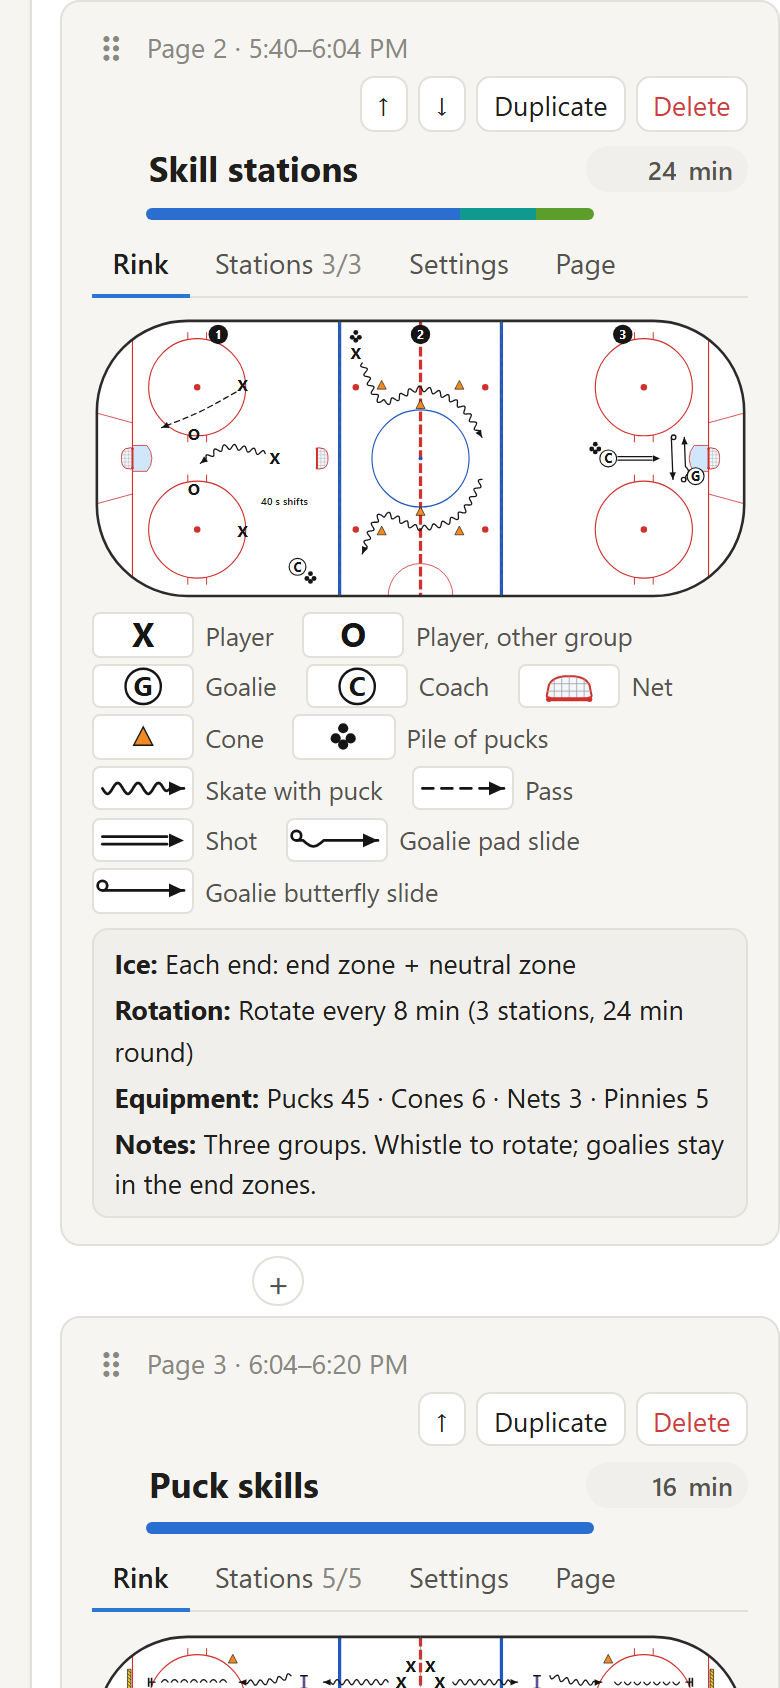 Page 2 · 5:40–6:04 PM
↑ ↓ Duplicate Delete
Skill stations 24 min
Rink Stations 3/3 Settings Page
1 2 3
X
X
O
X
O
40 s shifts
X
C
C
G
X Player O Player, other group
G Goalie C Coach Net
Cone Pile of pucks
Skate with puck Pass
Shot Goalie pad slide
Goalie butterfly slide
Ice: Each end: end zone + neutral zone
Rotation: Rotate every 8 min (3 stations, 24 min
round)
Equipment: Pucks 45 · Cones 6 · Nets 3 · Pinnies 5
Notes: Three groups. Whistle to rotate; goalies stay
in the end zones.
+
Page 3 · 6:04–6:20 PM
↑ Duplicate Delete
Puck skills 16 min
Rink Stations 5/5 Settings Page
X X
X X